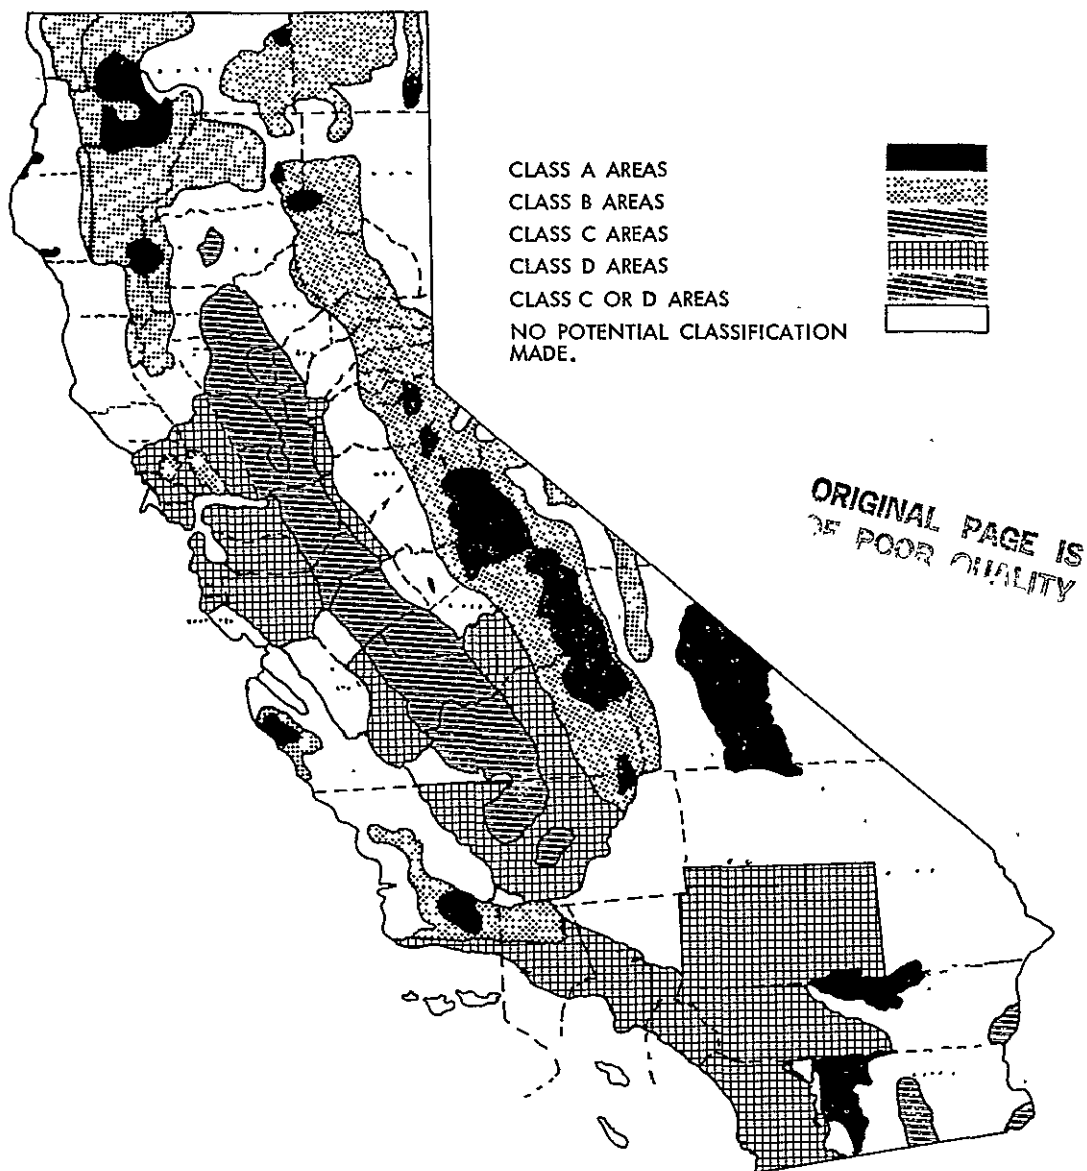 CLASS A AREAS
CLASS B AREAS
CLASS C AREAS
CLASS D AREAS
CLASS C OR D AREAS
NO POTENTIAL CLASSIFICATION
MADE.
ORIGINAL PAGE IS
OF POOR QUALITY